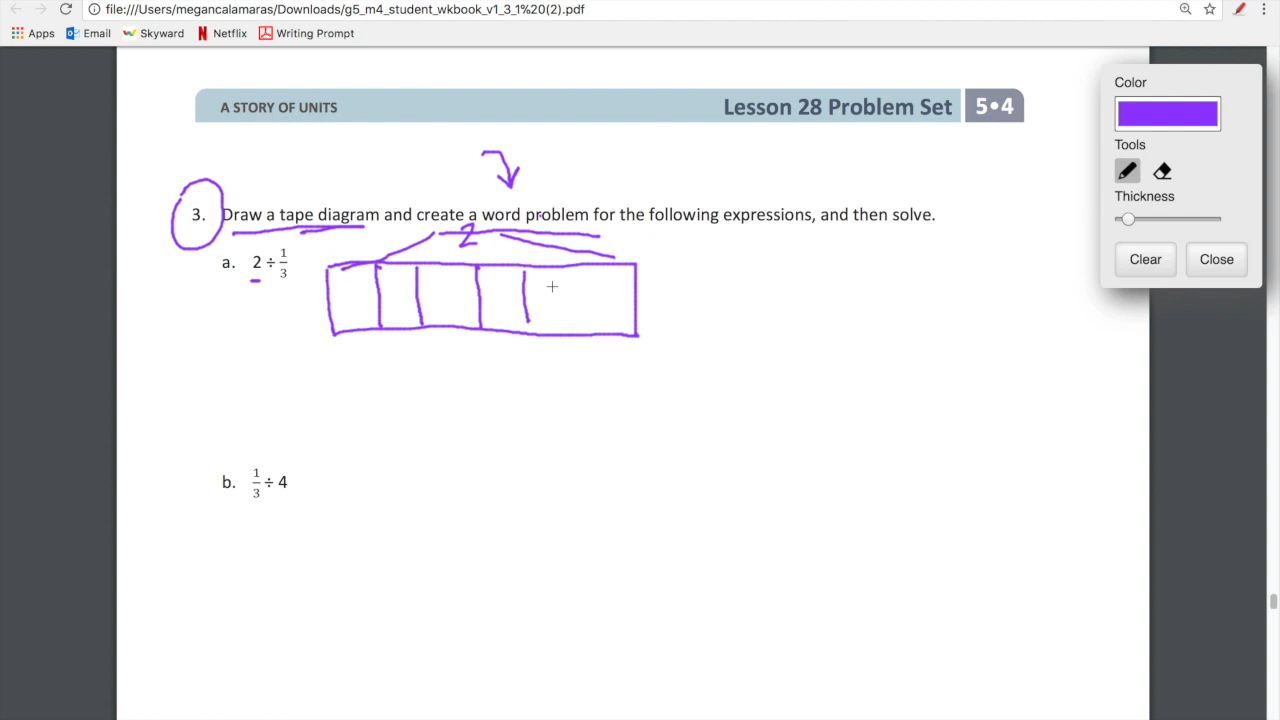 file:///Users/megancalamaras/Downloads/g5_m4_student_wkbook_v1_3_1%20(2).pdf
Apps Email Skyward Netflix Writing Prompt
Color
A STORY OF UNITS Lesson 28 Problem Set 5•4
Tools
Thickness
3. Draw a tape diagram and create a word problem for the following expressions, and then solve.
2
a. 2 ÷ 1/3
Clear Close
b. 1/3 ÷ 4